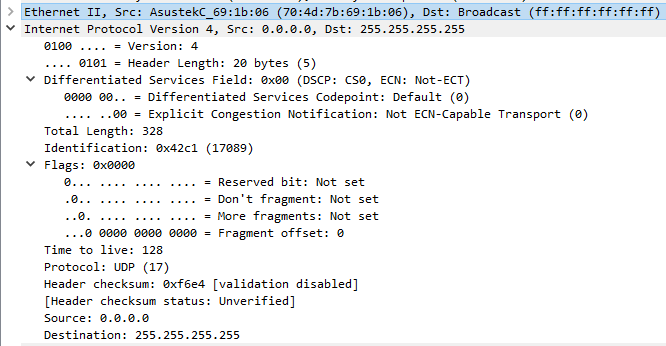 Ethernet II, Src: AsustekC_69:1b:06 (70:4d:7b:69:1b:06), Dst: Broadcast (ff:ff:ff:ff:ff:ff)
Internet Protocol Version 4, Src: 0.0.0.0, Dst: 255.255.255.255
0100 .... = Version: 4
.... 0101 = Header Length: 20 bytes (5)
Differentiated Services Field: 0x00 (DSCP: CS0, ECN: Not-ECT)
0000 00.. = Differentiated Services Codepoint: Default (0)
.... ..00 = Explicit Congestion Notification: Not ECN-Capable Transport (0)
Total Length: 328
Identification: 0x42c1 (17089)
Flags: 0x0000
0... .... .... .... = Reserved bit: Not set
.0.. .... .... .... = Don't fragment: Not set
..0. .... .... .... = More fragments: Not set
...0 0000 0000 0000 = Fragment offset: 0
Time to live: 128
Protocol: UDP (17)
Header checksum: 0xf6e4 [validation disabled]
[Header checksum status: Unverified]
Source: 0.0.0.0
Destination: 255.255.255.255